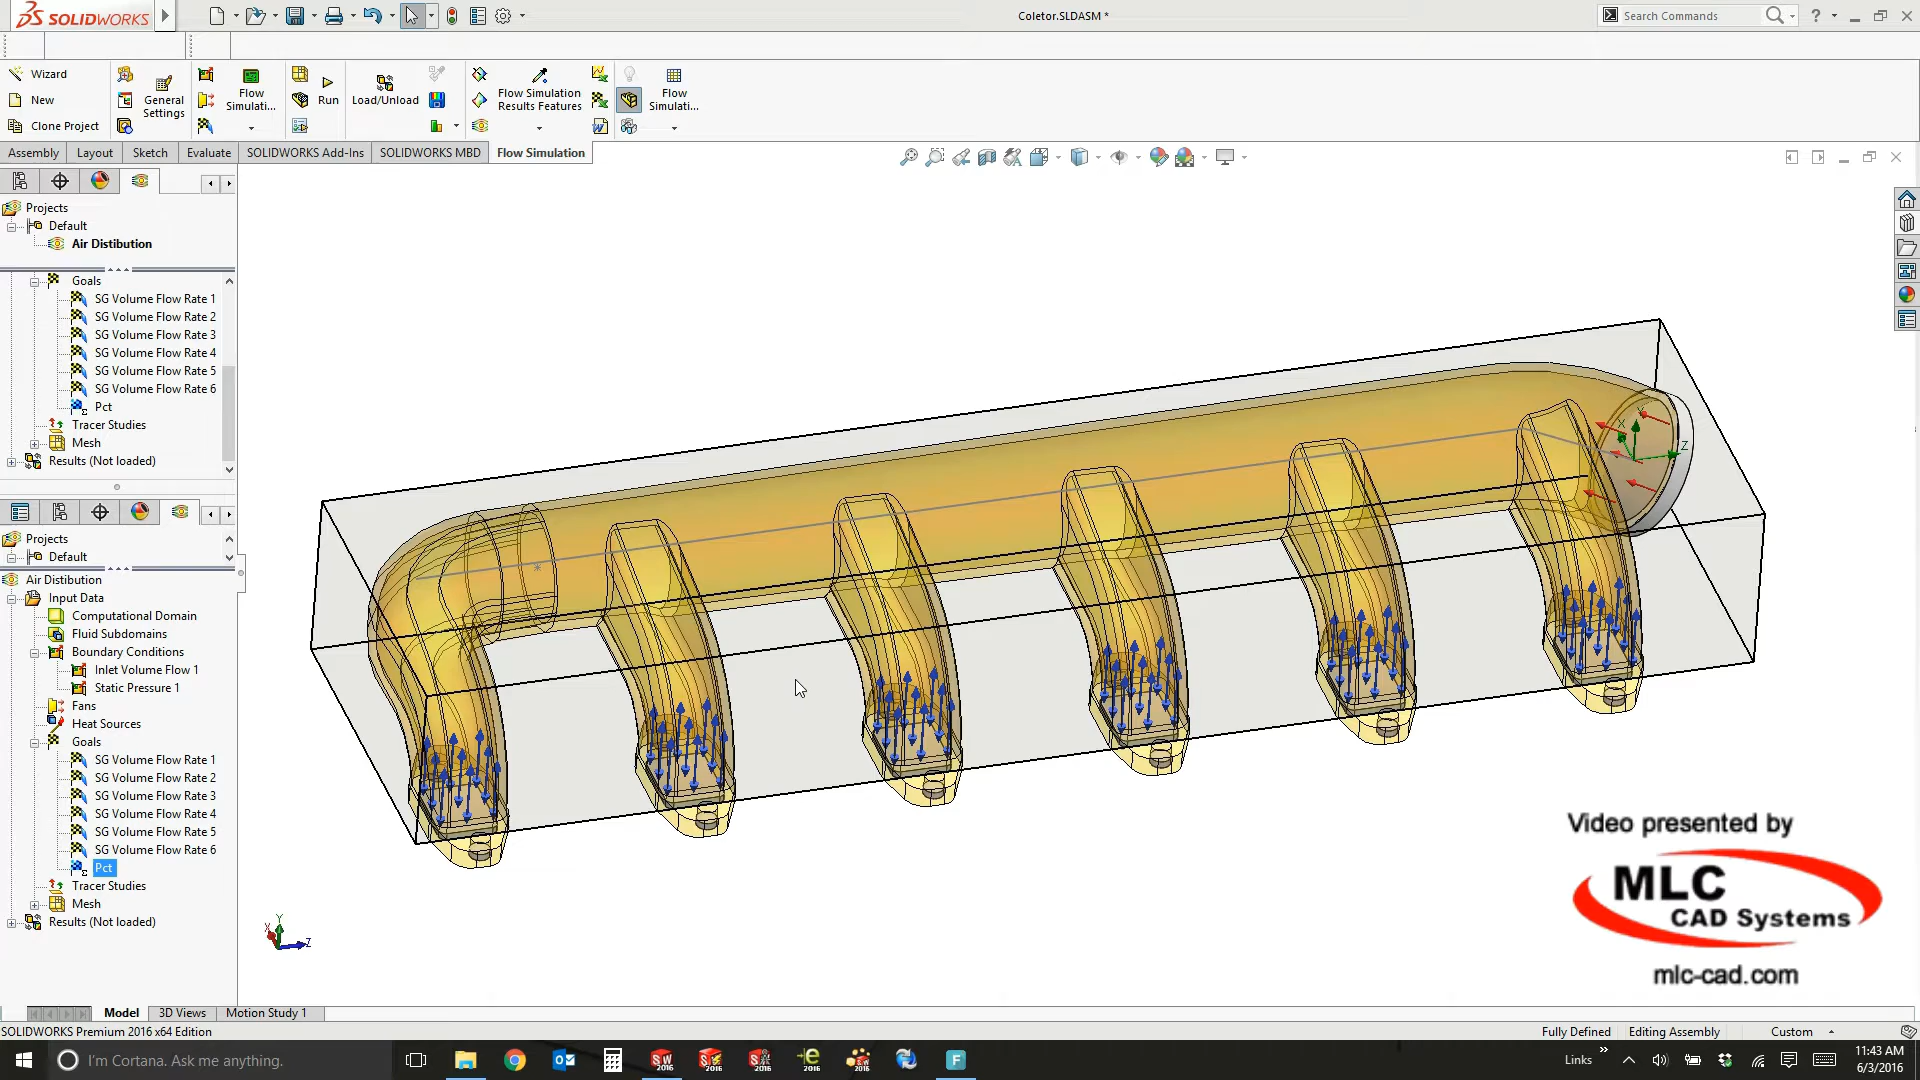 SOLIDWORKS
Coletor.SLDASM *
Search Commands
Wizard
New
Clone Project
General
Settings
Flow
Simulati...
Run
Load/Unload
Flow Simulation
Results Features
Flow
Simulati...
Assembly
Layout
Sketch
Evaluate
SOLIDWORKS Add-Ins
SOLIDWORKS MBD
Flow Simulation
Projects
Default
Air Distibution
Goals
SG Volume Flow Rate 1
SG Volume Flow Rate 2
SG Volume Flow Rate 3
SG Volume Flow Rate 4
SG Volume Flow Rate 5
SG Volume Flow Rate 6
Pct
Tracer Studies
Mesh
Results (Not loaded)
Projects
Default
Air Distibution
Input Data
Computational Domain
Fluid Subdomains
Boundary Conditions
Inlet Volume Flow 1
Static Pressure 1
Fans
Heat Sources
Goals
SG Volume Flow Rate 1
SG Volume Flow Rate 2
SG Volume Flow Rate 3
SG Volume Flow Rate 4
SG Volume Flow Rate 5
SG Volume Flow Rate 6
Pct
Tracer Studies
Mesh
Results (Not loaded)
X
Y
Z
Y
X
Z
Video presented by
MLC
CAD Systems
mlc-cad.com
Model
3D Views
Motion Study 1
SOLIDWORKS Premium 2016 x64 Edition
Fully Defined
Editing Assembly
Custom
I'm Cortana. Ask me anything.
Links
11:43 AM
6/3/2016